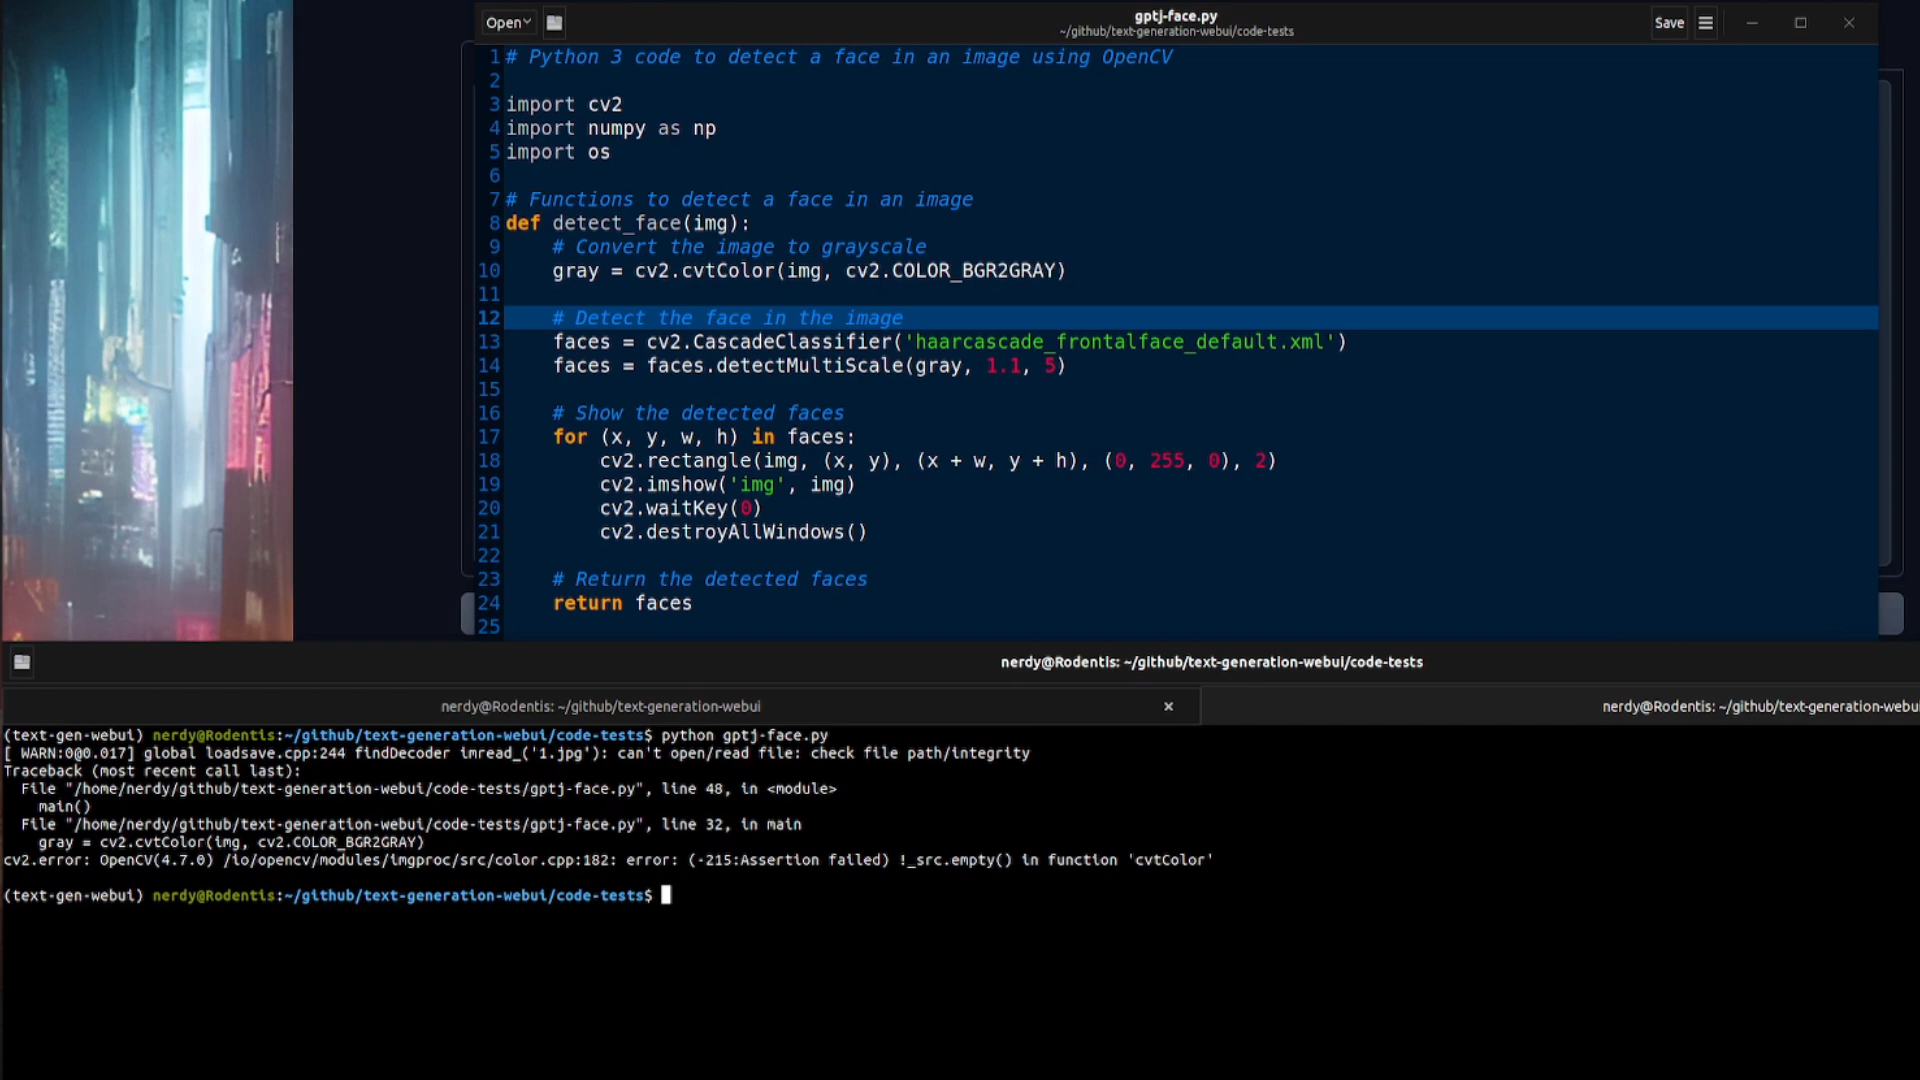 Open
gptj-face.py
~/github/text-generation-webui/code-tests
Save
1 # Python 3 code to detect a face in an image using OpenCV
2
3 import cv2
4 import numpy as np
5 import os
6
7 # Functions to detect a face in an image
8 def detect_face(img):
9     # Convert the image to grayscale
10     gray = cv2.cvtColor(img, cv2.COLOR_BGR2GRAY)
11
12     # Detect the face in the image
13     faces = cv2.CascadeClassifier('haarcascade_frontalface_default.xml')
14     faces = faces.detectMultiScale(gray, 1.1, 5)
15
16     # Show the detected faces
17     for (x, y, w, h) in faces:
18         cv2.rectangle(img, (x, y), (x + w, y + h), (0, 255, 0), 2)
19         cv2.imshow('img', img)
20         cv2.waitKey(0)
21         cv2.destroyAllWindows()
22
23     # Return the detected faces
24     return faces
25
nerdy@Rodentis: ~/github/text-generation-webui/code-tests
nerdy@Rodentis: ~/github/text-generation-webui
nerdy@Rodentis: ~/github/text-generation-webui
(text-gen-webui) nerdy@Rodentis:~/github/text-generation-webui/code-tests$ python gptj-face.py
[ WARN:0@0.017] global loadsave.cpp:244 findDecoder imread_('1.jpg'): can't open/read file: check file path/integrity
Traceback (most recent call last):
  File "/home/nerdy/github/text-generation-webui/code-tests/gptj-face.py", line 48, in <module>
    main()
  File "/home/nerdy/github/text-generation-webui/code-tests/gptj-face.py", line 32, in main
    gray = cv2.cvtColor(img, cv2.COLOR_BGR2GRAY)
cv2.error: OpenCV(4.7.0) /io/opencv/modules/imgproc/src/color.cpp:182: error: (-215:Assertion failed) !_src.empty() in function 'cvtColor'
(text-gen-webui) nerdy@Rodentis:~/github/text-generation-webui/code-tests$